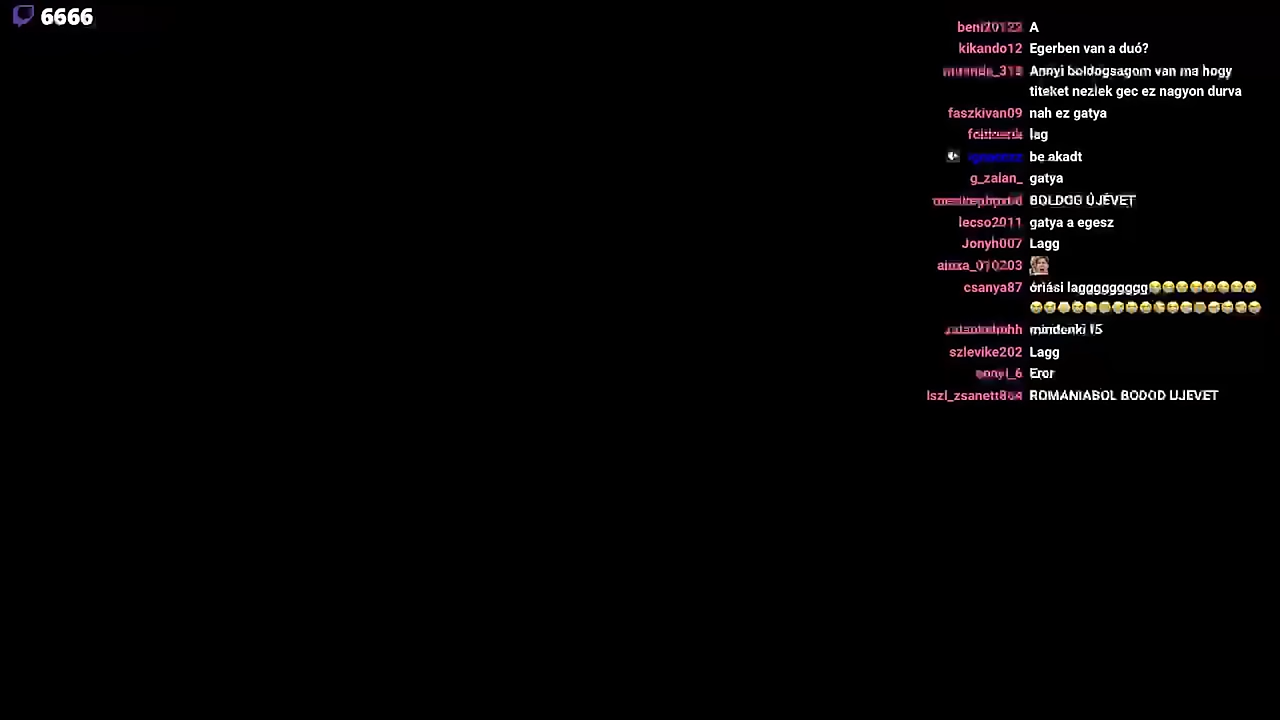 6666
A
kikando12 Egerben van a duó?
Annyi boldogsagom van ma hogy
titeket nezlek gec ez nagyon durva
faszkivan09 nah ez gatya
lag
be akadt
g_zalan_ gatya
BOLDOG ÚJÉVET
lecso2011 gatya a egesz
Jonyh007 Lagg
csanya87 óriási laggggggggg😂😂😂😂😂😂😂😂
😂😂😂😂😂😂😂😂😂😂😂😂😂😂😂😂😂
mindenki f5
szlevike202 Lagg
Eror
ROMANIABOL BODOD UJEVET